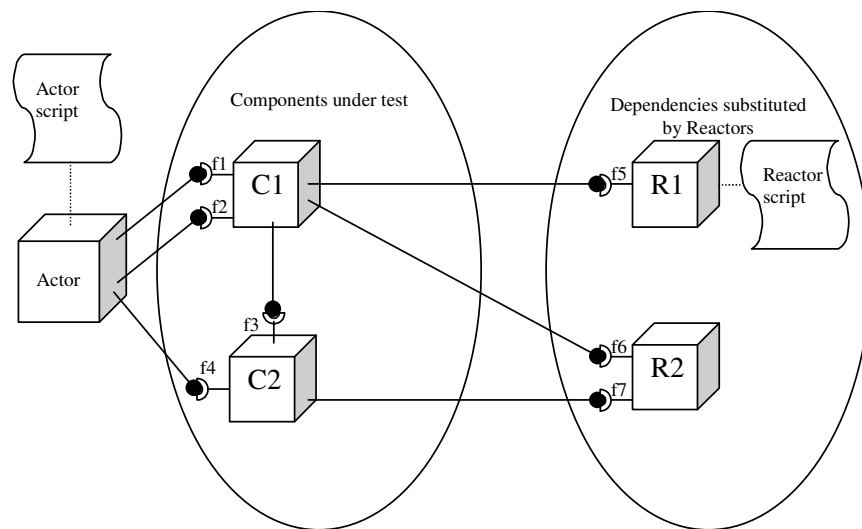 Actor
script
Components under test
Dependencies substituted
by Reactors
f1
C1
f5
R1
Reactor
script
f2
Actor
f3
f6
R2
f4
C2
f7